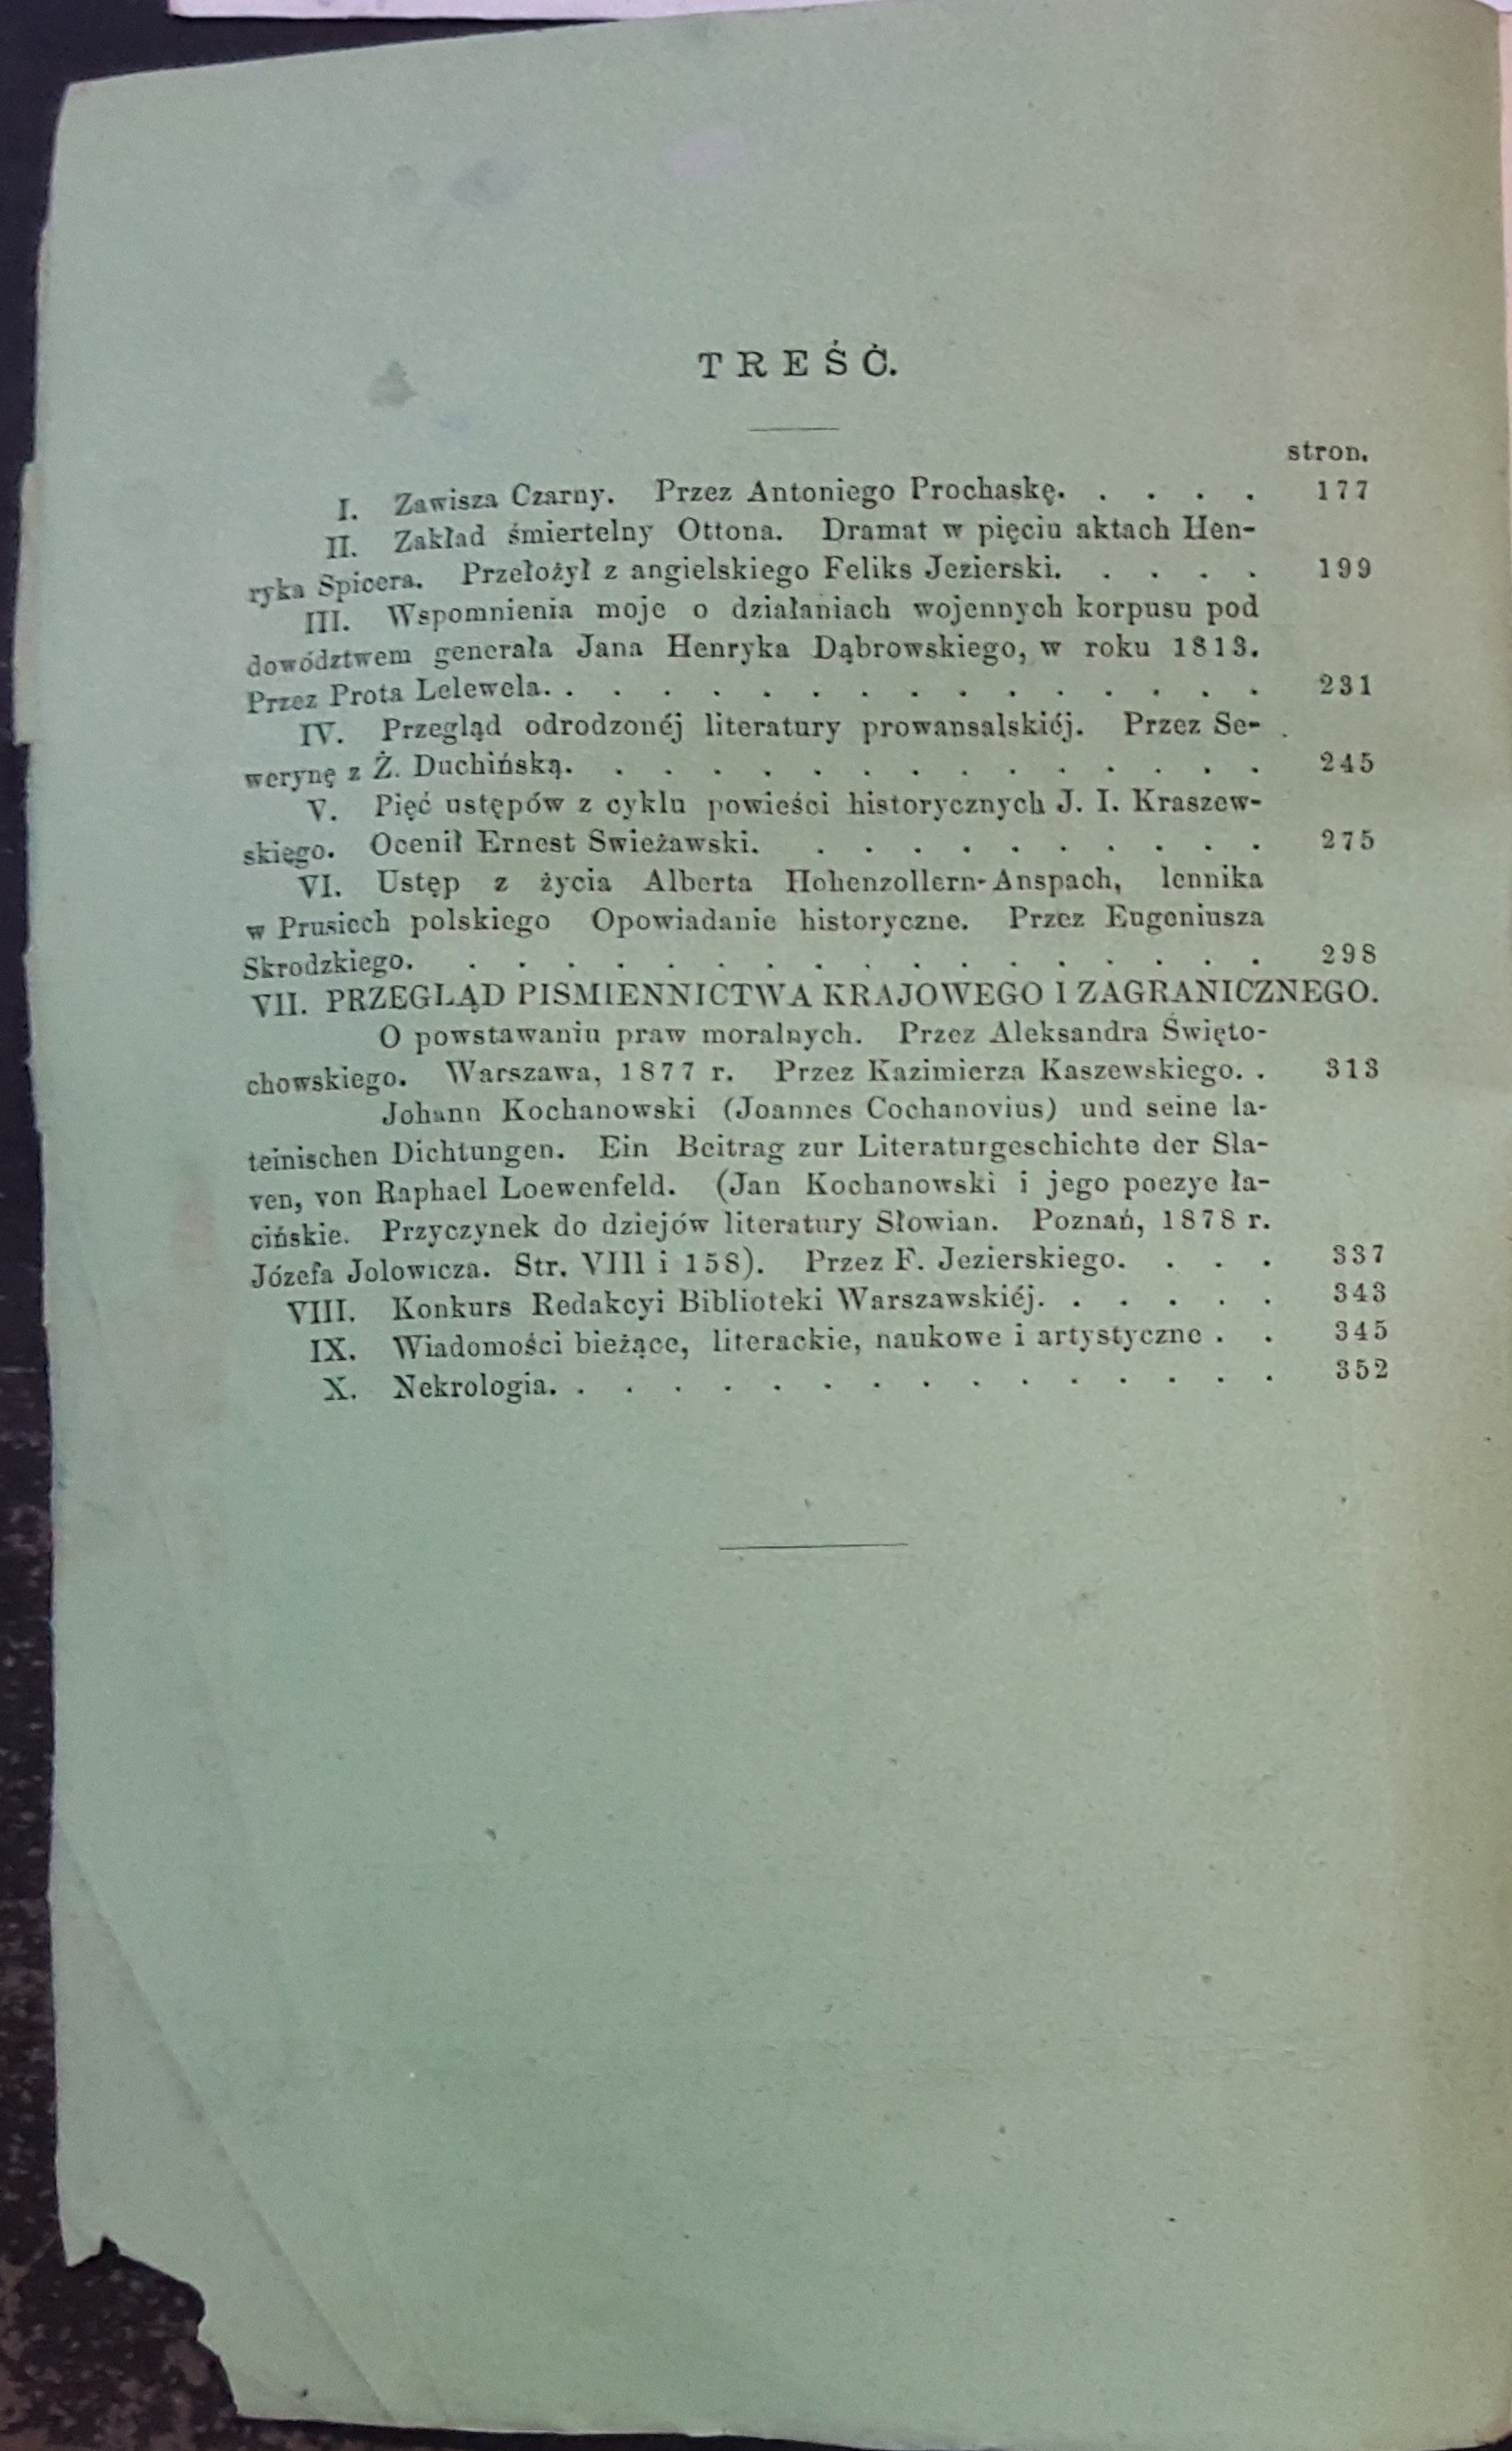 TREŚĆ.
stron.
I. Zawisza Czarny. Przez Antoniego Prochaskę. . . . . 177
II. Zakład śmiertelny Ottona. Dramat w pięciu aktach Hen-
ryka Spicera. Przełożył z angielskiego Feliks Jezierski. . . . . 199
III. Wspomnienia moje o działaniach wojennych korpusu pod
dowództwem generała Jana Henryka Dąbrowskiego, w roku 1813.
Przez Prota Lelewela. . . . . . . . . . . . . . . . 231
IV. Przegląd odrodzonéj literatury prowansalskiéj. Przez Se-
werynę z Ż. Duchińską. . . . . . . . . . . . . . . 245
V. Pięć ustępów z cyklu powieści historycznych J. I. Kraszew-
skiego. Ocenił Ernest Swieżawski. . . . . . . . . . . 275
VI. Ustęp z życia Alberta Hohenzollern-Anspach, lennika
w Prusiech polskiego Opowiadanie historyczne. Przez Eugeniusza
Skrodzkiego. . . . . . . . . . . . . . . . . . 298
VII. PRZEGLĄD PISMIENNICTWA KRAJOWEGO I ZAGRANICZNEGO.
O powstawaniu praw moralnych. Przez Aleksandra Święto-
chowskiego. Warszawa, 1877 r. Przez Kazimierza Kaszewskiego. . 313
Johann Kochanowski (Joannes Cochanovius) und seine la-
teinischen Dichtungen. Ein Beitrag zur Literaturgeschichte der Sla-
ven, von Raphael Loewenfeld. (Jan Kochanowski i jego poezye ła-
cińskie. Przyczynek do dziejów literatury Słowian. Poznań, 1878 r.
Józefa Jolowicza. Str. VIII i 158). Przez F. Jezierskiego. . . . 337
VIII. Konkurs Redakcyi Biblioteki Warszawskiéj. . . . . . 343
IX. Wiadomości bieżące, literackie, naukowe i artystyczne . . 345
X. Nekrologia. . . . . . . . . . . . . . . . 352